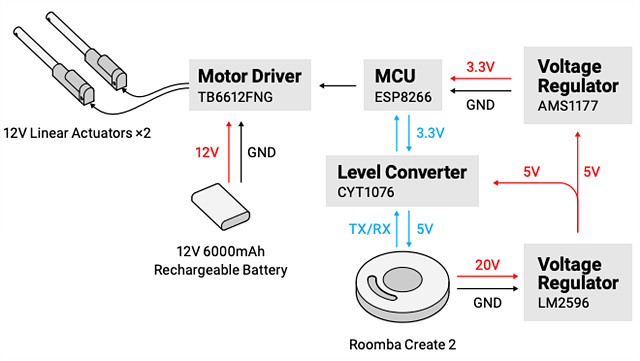 Motor Driver
TB6612FNG
MCU
ESP8266
3.3V
GND
Voltage
Regulator
AMS1177
12V Linear Actuators ×2
12V
GND
3.3V
Level Converter
CYT1076
5V
5V
12V 6000mAh
Rechargeable Battery
TX/RX
5V
20V
GND
Voltage
Regulator
LM2596
Roomba Create 2